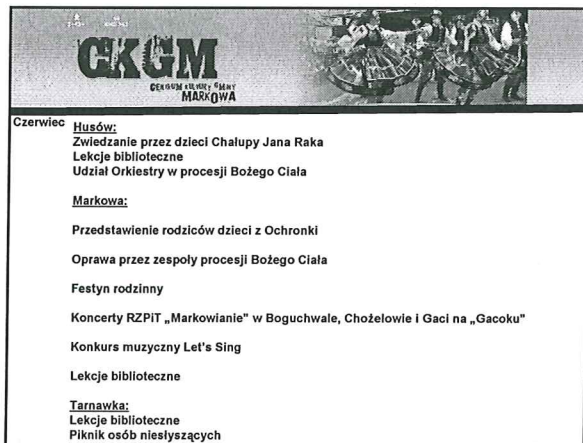 CKGM
CENTRUM KULTURY GMINY
MARKOWA
Czerwiec
Husów:
Zwiedzanie przez dzieci Chałupy Jana Raka
Lekcje biblioteczne
Udział Orkiestry w procesji Bożego Ciała
Markowa:
Przedstawienie rodziców dzieci z Ochronki
Oprawa przez zespoły procesji Bożego Ciała
Festyn rodzinny
Koncerty RZPiT „Markowianie" w Boguchwale, Chożelowie i Gaci na „Gacoku"
Konkurs muzyczny Let's Sing
Lekcje biblioteczne
Tarnawka:
Lekcje biblioteczne
Piknik osób niesłyszących